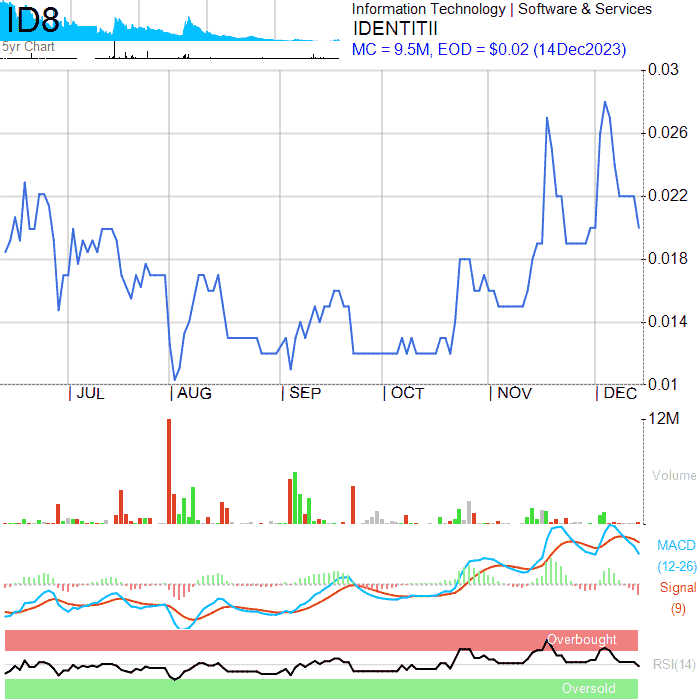 ID8
5yr Chart
Information Technology | Software & Services
IDENTITII
MC = 9.5M, EOD = $0.02 (14Dec2023)
0.03
0.026
0.022
0.018
0.014
0.01
| JUL | AUG | SEP | OCT | NOV | DEC
12M
Volume
MACD
(12-26)
Signal
(9)
Overbought
RSI(14)
Oversold